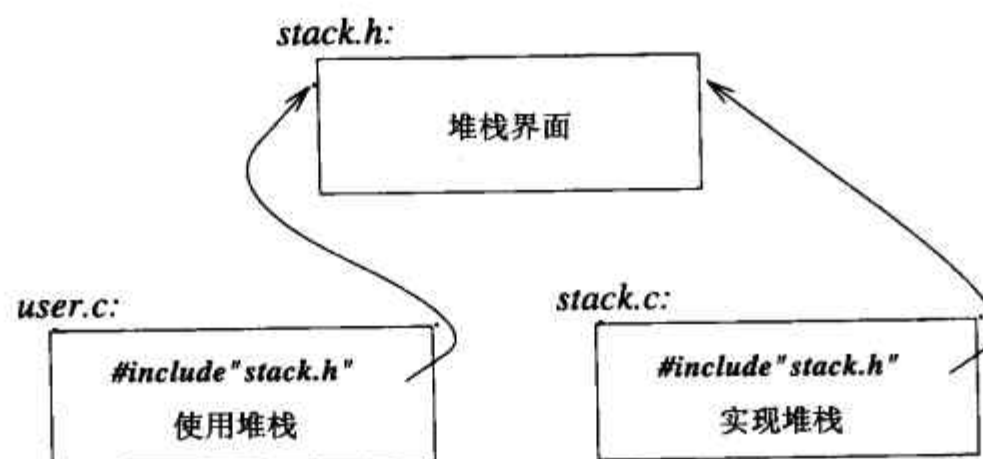 stack.h:
堆栈界面
user.c:
stack.c:
#include"stack.h"
使用堆栈
#include"stack.h"
实现堆栈